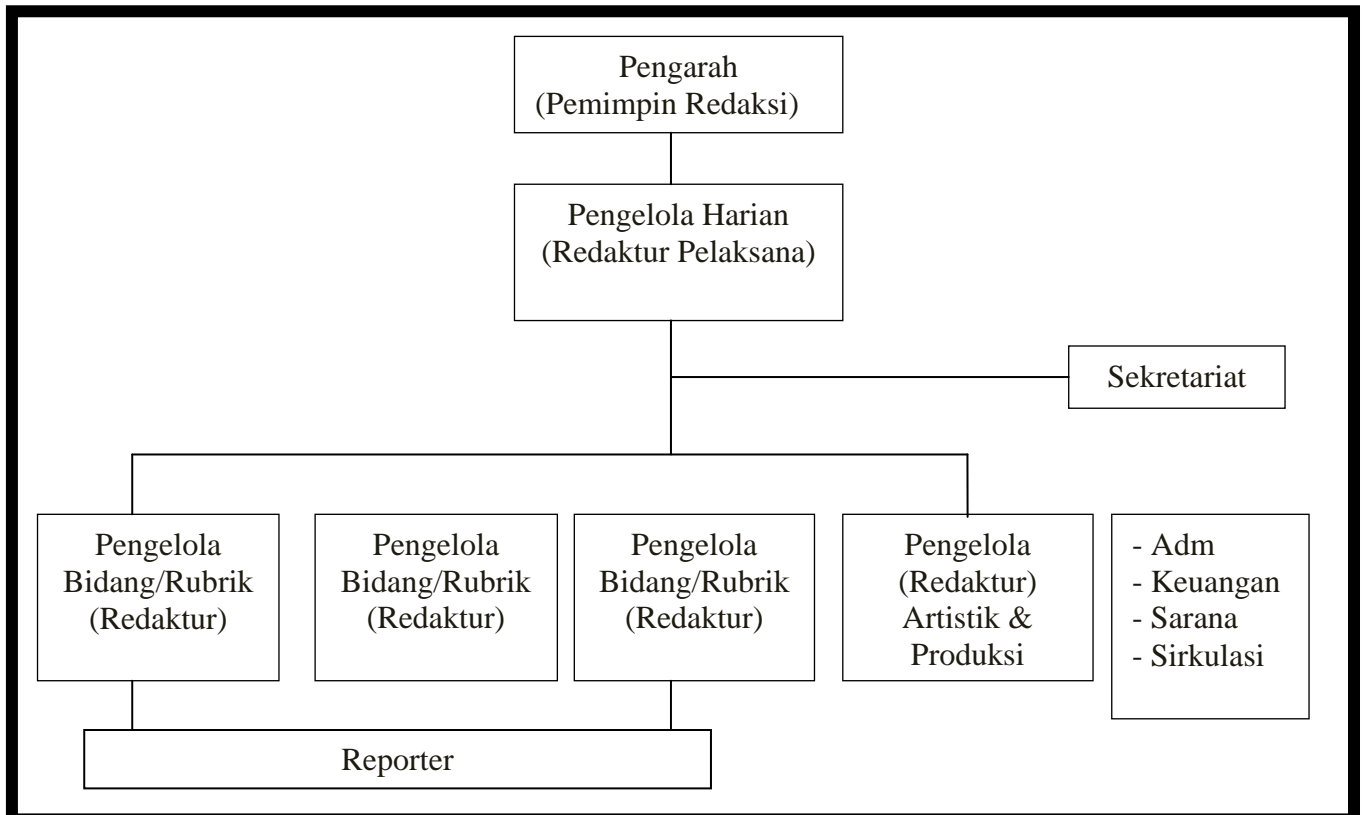 Pengarah
(Pemimpin Redaksi)
Pengelola Harian
(Redaktur Pelaksana)
Sekretariat
Pengelola
Bidang/Rubrik
(Redaktur)
Pengelola
Bidang/Rubrik
(Redaktur)
Pengelola
Bidang/Rubrik
(Redaktur)
Pengelola
(Redaktur)
Artistik &
Produksi
- Adm
- Keuangan
- Sarana
- Sirkulasi
Reporter